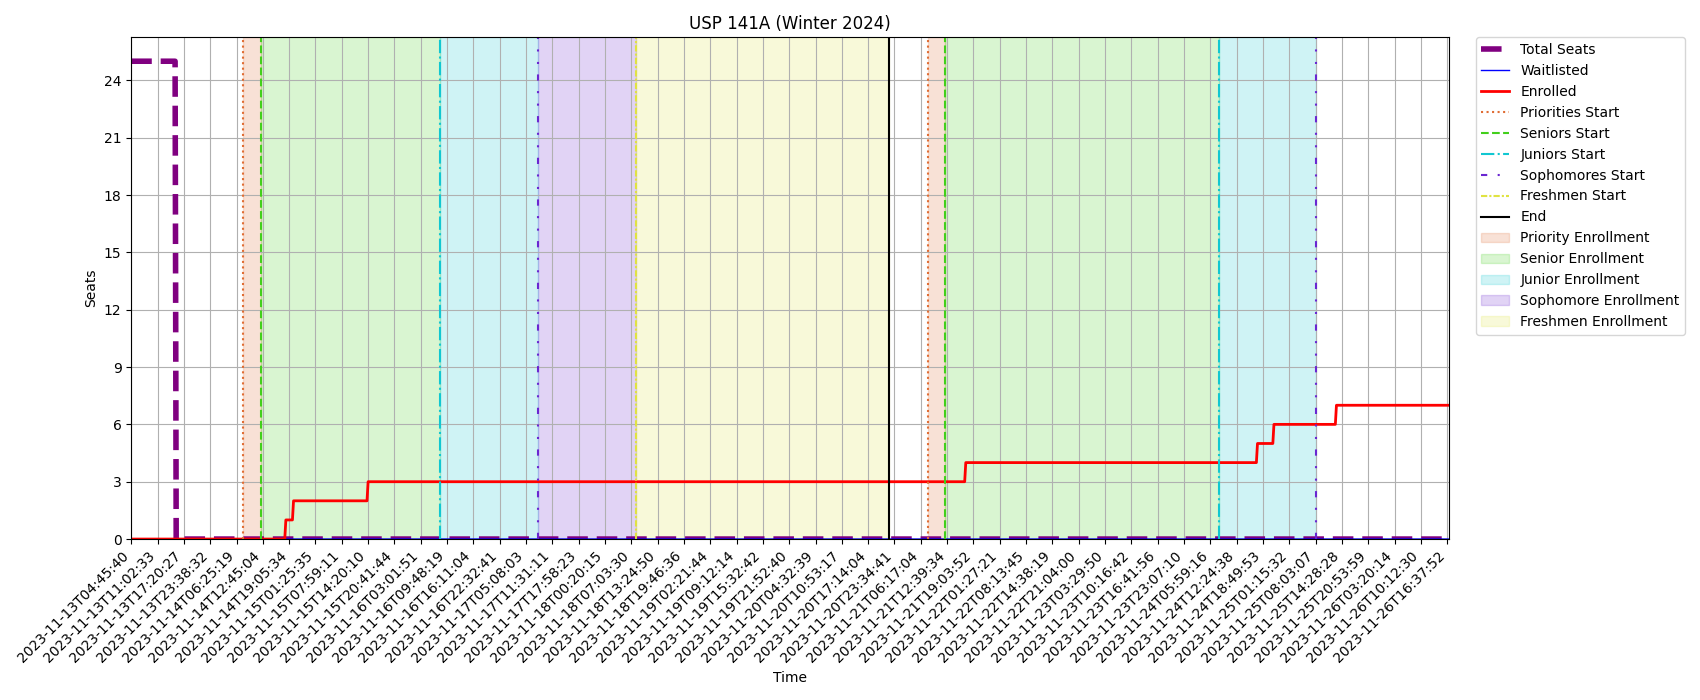 USP 141A (Winter 2024)
Seats
24
21
18
15
12
9
6
3
0
2023-11-13T04:45:40
2023-11-13T11:02:33
2023-11-13T17:20:27
2023-11-13T23:38:32
2023-11-14T06:25:19
2023-11-14T12:45:04
2023-11-14T19:05:34
2023-11-15T01:25:35
2023-11-15T07:59:11
2023-11-15T14:20:10
2023-11-15T20:41:44
2023-11-16T03:01:51
2023-11-16T09:48:19
2023-11-16T16:11:04
2023-11-16T22:32:41
2023-11-17T05:08:03
2023-11-17T11:31:11
2023-11-17T17:58:23
2023-11-18T00:20:15
2023-11-18T07:03:30
2023-11-18T13:24:50
2023-11-18T19:46:36
2023-11-19T02:21:44
2023-11-19T09:12:14
2023-11-19T15:32:42
2023-11-19T21:52:40
2023-11-20T04:32:39
2023-11-20T10:53:17
2023-11-20T17:14:04
2023-11-20T23:34:41
2023-11-21T06:17:04
2023-11-21T12:39:34
2023-11-21T19:03:52
2023-11-22T01:27:21
2023-11-22T08:13:45
2023-11-22T14:38:19
2023-11-22T21:04:00
2023-11-23T03:29:50
2023-11-23T10:16:42
2023-11-23T16:41:56
2023-11-23T23:07:10
2023-11-24T05:59:16
2023-11-24T12:24:38
2023-11-24T18:49:53
2023-11-25T01:15:32
2023-11-25T08:03:07
2023-11-25T14:28:28
2023-11-25T20:53:59
2023-11-26T03:20:14
2023-11-26T10:12:30
2023-11-26T16:37:52
Time
Total Seats
Waitlisted
Enrolled
Priorities Start
Seniors Start
Juniors Start
Sophomores Start
Freshmen Start
End
Priority Enrollment
Senior Enrollment
Junior Enrollment
Sophomore Enrollment
Freshmen Enrollment